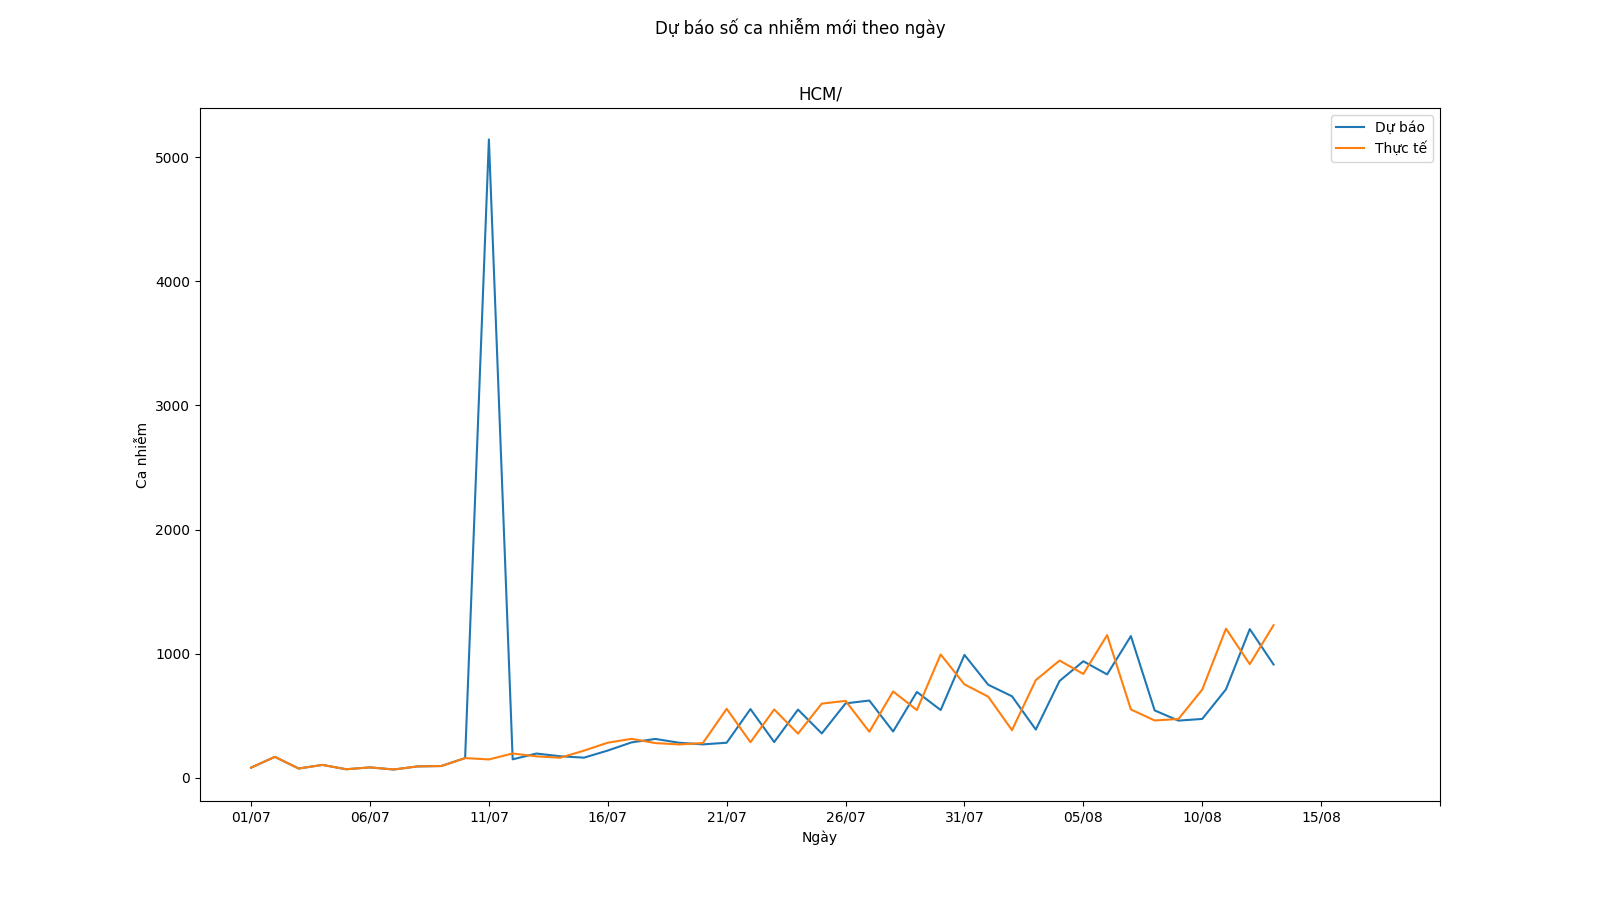 Dự báo số ca nhiễm mới theo ngày
HCM/
Dự báo
Thực tế
5000
4000
3000
2000
1000
0
Ca nhiễm
01/07 06/07 11/07 16/07 21/07 26/07 31/07 05/08 10/08 15/08
Ngày